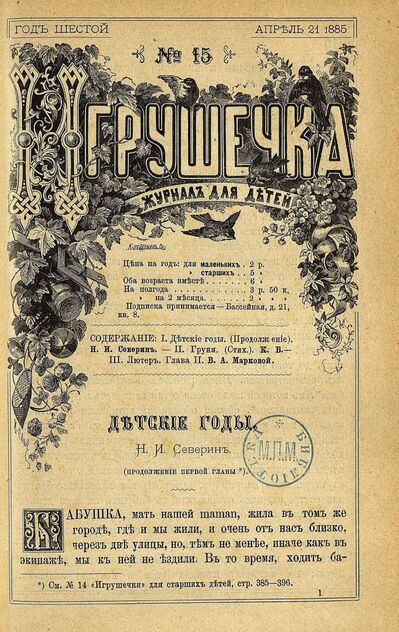 ГОДЪ ШЕСТОЙ
АПРѢЛЬ 21 1885
№ 15
ИГРУШЕЧКА
ЖУРНАЛЪ ДЛЯ ДѢТЕЙ
Цѣна на годъ: для маленькихъ . 2 р.
» старшихъ . . 5 »
Оба возраста вмѣстѣ . . . . . . 6 »
На полгода . . . . . . . . . . 3 р. 50 к.
» на 2 мѣсяца. . . . . . . 2 » »
Подписка принимается — Бассейная, д. 21,
кв. 8.
СОДЕРЖАНІЕ: I. Дѣтскіе годы. (Продолж еніе).
Н. И. Северинъ. — II. Груня. (Стих.). К. В.—
III. Лютеръ. Глава II В. А. Марковой.
ДѢТСКІЕ ГОДЫ.
Н. И. Северинъ.
(ПРОДОЛЖЕНІЕ ПЕРВОЙ ГЛАВЫ *).
БИБЛІОТЕКА
М.П.М.
БАБУШКА, мать нашей maman, жила въ томъ же
городѣ, гдѣ и мы жили, и очень отъ насъ близко,
черезъ двѣ улицы, но, тѣмъ не менѣе, иначе какъ въ
экипажѣ, мы къ ней не ѣздили. Въ то время, ходить ба-
*) См. № 14 «Игрушечки» для старшихъ дѣтей, стр. 385—396.
1